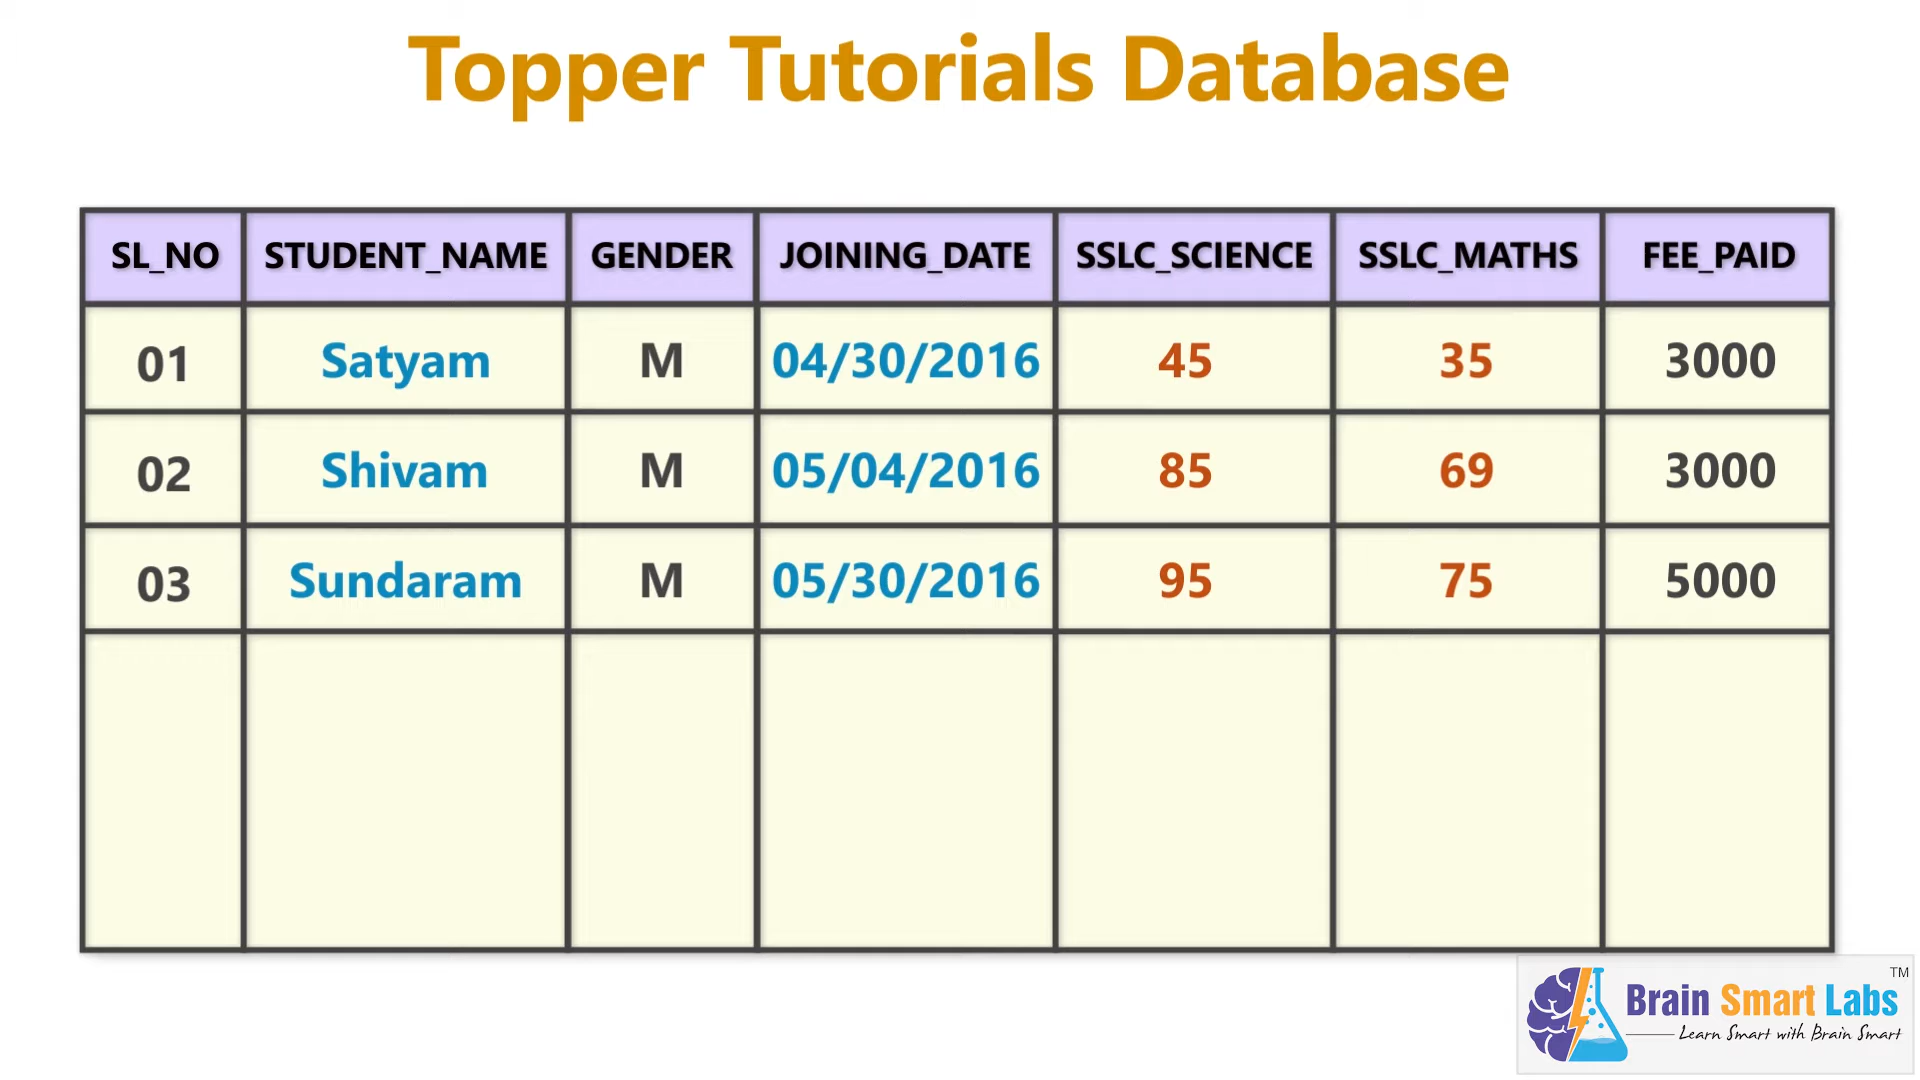 Topper Tutorials Database
SL_NO STUDENT_NAME GENDER JOINING_DATE SSLC_SCIENCE SSLC_MATHS FEE_PAID
01 Satyam M 04/30/2016 45 35 3000
02 Shivam M 05/04/2016 85 69 3000
03 Sundaram M 05/30/2016 95 75 5000
Brain Smart Labs TM
Learn Smart with Brain Smart